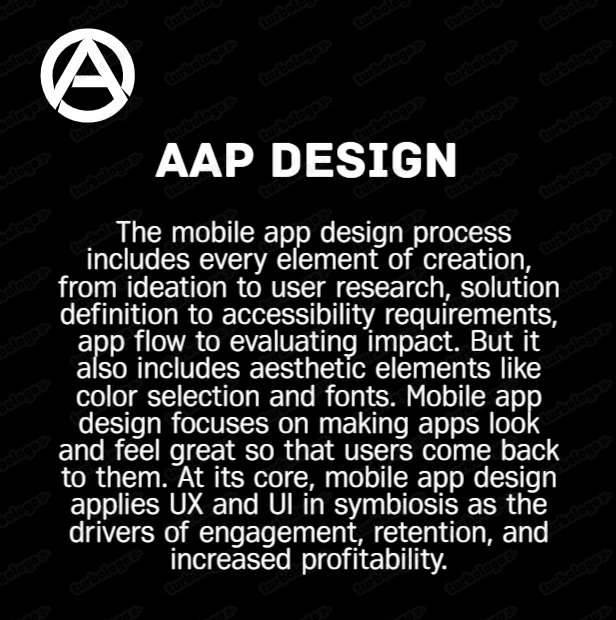 AAP DESIGN
The mobile app design process
includes every element of creation,
from ideation to user research, solution
definition to accessibility requirements,
app flow to evaluating impact. But it
also includes aesthetic elements like
color selection and fonts. Mobile app
design focuses on making apps look
and feel great so that users come back
to them. At its core, mobile app design
applies UX and UI in symbiosis as the
drivers of engagement, retention, and
increased profitability.